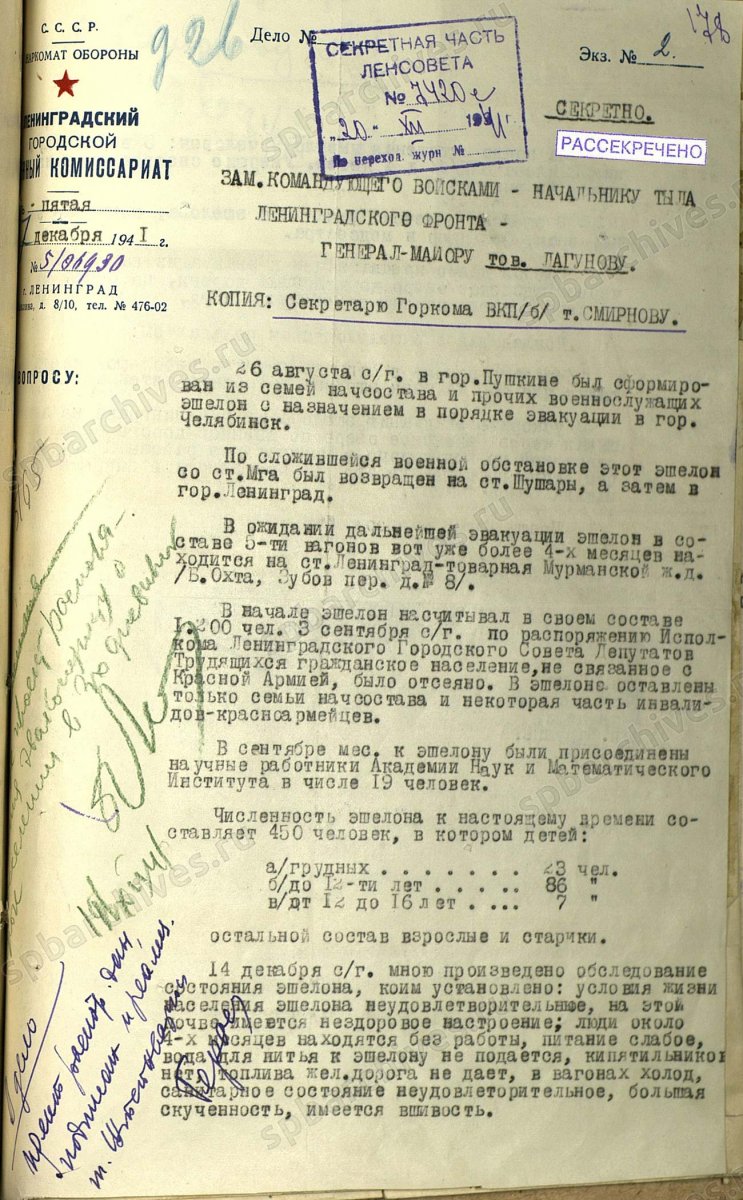 С. С. С. Р.
НАРКОМАТ ОБОРОНЫ
ЛЕНИНГРАДСКИЙ
ГОРОДСКОЙ
НЫЙ КОМИССАРИАТ
пятая
декабря 1941 г.
№ 5/86930
г. ЛЕНИНГРАД
д. 8/10, тел. № 476-02
ВОПРОСУ:
926
Дело №
СЕКРЕТНАЯ ЧАСТЬ
ЛЕНСОВЕТА
№ 7420с
"20" XII 1941г.
По переход. журн №
Экз. № 2.
178
СЕКРЕТНО.
РАССЕКРЕЧЕНО
ЗАМ.КОМАНДУЮЩЕГО ВОЙСКАМИ - НАЧАЛЬНИКУ ТЫЛА
ЛЕНИНГРАДСКОГО ФРОНТА -
ГЕНЕРАЛ-МАЙОРУ тов. ЛАГУНОВУ.
КОПИЯ: Секретарю Горкома ВКП/б/ т.СМИРНОВУ.
26 августа с/г. в гор.Пушкине был сформиро-
ван из семей начсостава и прочих военнослужащих
эшелон с назначением в порядке эвакуации в гор.
Челябинск.
По сложившейся военной обстановке этот эшелон
со ст.Мга был возвращен на ст.Шушары, а затем в
гор.Ленинград.
В ожидании дальнейшей эвакуации эшелон в со-
ставе 5-ти вагонов вот уже более 4-х месяцев на-
ходится на ст.Ленинград-товарная Мурманской ж.д.
/Б.Охта, Зубов пер. д.№ 8/.
В начале эшелон насчитывал в своем составе
1.200 чел. 3 сентября с/г. по распоряжению Испол-
кома Ленинградского Городского Совета Депутатов
Трудящихся гражданское население,не связанное с
Красной Армией, было отсеяно. В эшелоне оставлены
только семьи начсостава и некоторая часть инвали-
дов-красноармейцев.
В сентябре мес. к эшелону были присоединены
научные работники Академии Наук и Математического
Института в числе 19 человек.
Численность эшелона к настоящему времени со-
ставляет 450 человек, в котором детей:
а/грудных . . . . . . . 23 чел.
б/до 12-ти лет . . . . . 86 "
в/от 12 до 16 лет . . . . 7 "
остальной состав взрослые и старики.
14 декабря с/г. мною произведено обследование
состояния эшелона, коим установлено: условия жизни
населения эшелона неудовлетворительные, на этой
почве имеется нездоровое настроение; люди около
4-х месяцев находятся без работы, питание слабое,
вода для питья к эшелону не подается, кипятильников
нет, топлива жел.дорога не дает, в вагонах холод,
санитарное состояние неудовлеторительное, большая
скученность, имеется вшивость.
дело
spbarchives.ru